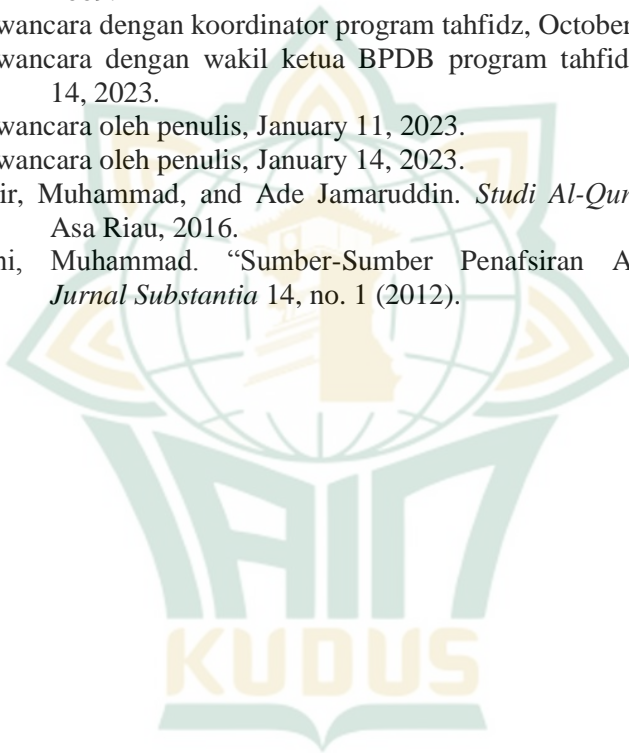 wancara dengan koordinator program tahfidz, October
wancara dengan wakil ketua BPDB program tahfid
14, 2023.
wancara oleh penulis, January 11, 2023.
wancara oleh penulis, January 14, 2023.
ir, Muhammad, and Ade Jamaruddin. Studi Al-Qur
Asa Riau, 2016.
ni, Muhammad. “Sumber-Sumber Penafsiran A
Jurnal Substantia 14, no. 1 (2012).
IAIN
KUDUS